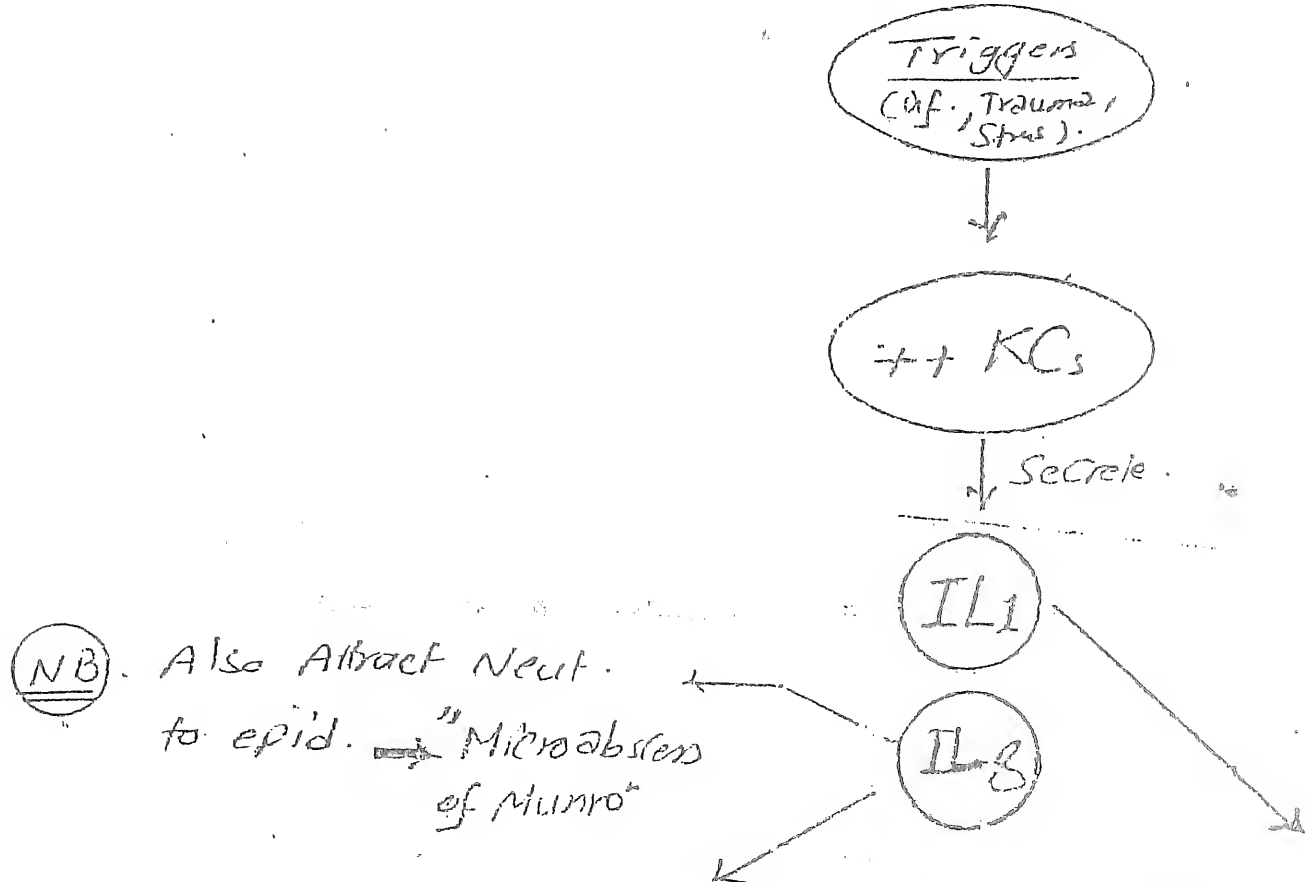 Triggers
(inf., Trauma,
Stress).
++ KCs
Secrete.
IL1
NB. Also Attract Neut.
to epid. → "Microabscess
of Munro"
IL8